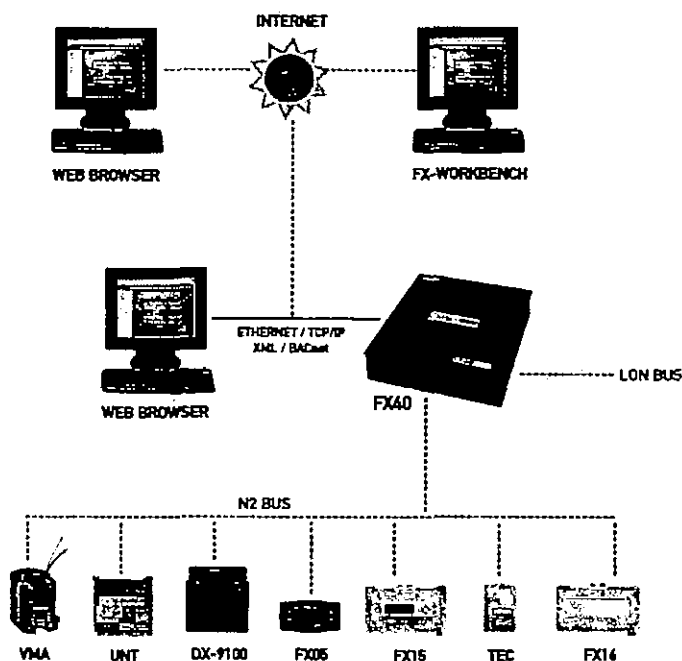 INTERNET
WEB BROWSER
FX-WORKBENCH
ETHERNET / TCP/IP
XML / BACnet
WEB BROWSER
FX40
LON BUS
N2 BUS
VMA
UNT
DX-9100
FX05
FX15
TEC
FX16